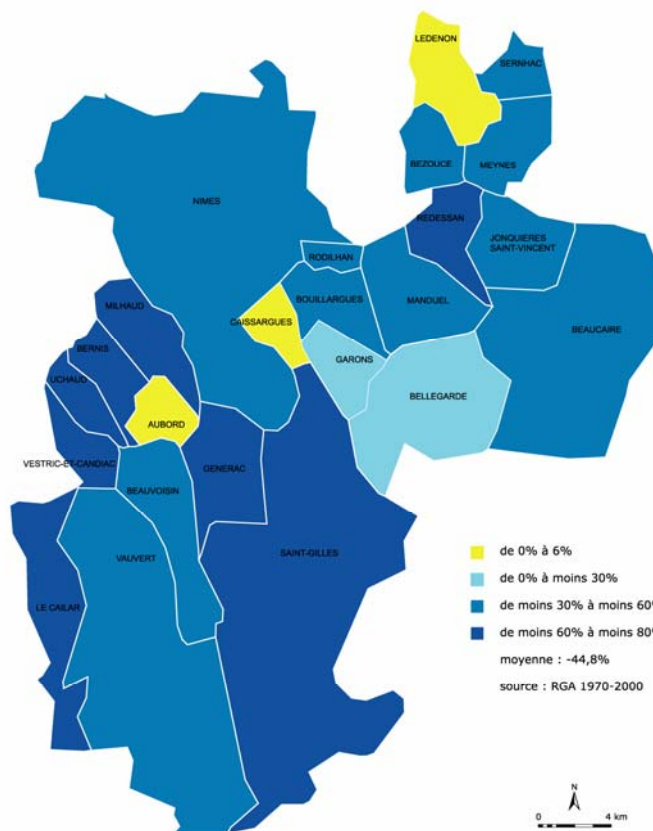 LEDENON
SERNHAC
BEZOUCE
MEYNES
NIMES
REDESSAN
JONQUIERES
SAINT-VINCENT
RODILHAN
BOUILLARGUES
MANDUEL
MILHAUD
CAISSARGUES
BEAUCAIRE
BERNIS
GARONS
UCHAUD
BELLEGARDE
AUBORD
VESTRIC-ET-CANDIAC
GENERAC
BEAUVOISIN
VAUVERT
SAINT-GILLES
LE CAILAR
de 0% à 6%
de 0% à moins 30%
de moins 30% à moins 60%
de moins 60% à moins 80%
moyenne : -44,8%
source : RGA 1970-2000
N
0 4 km